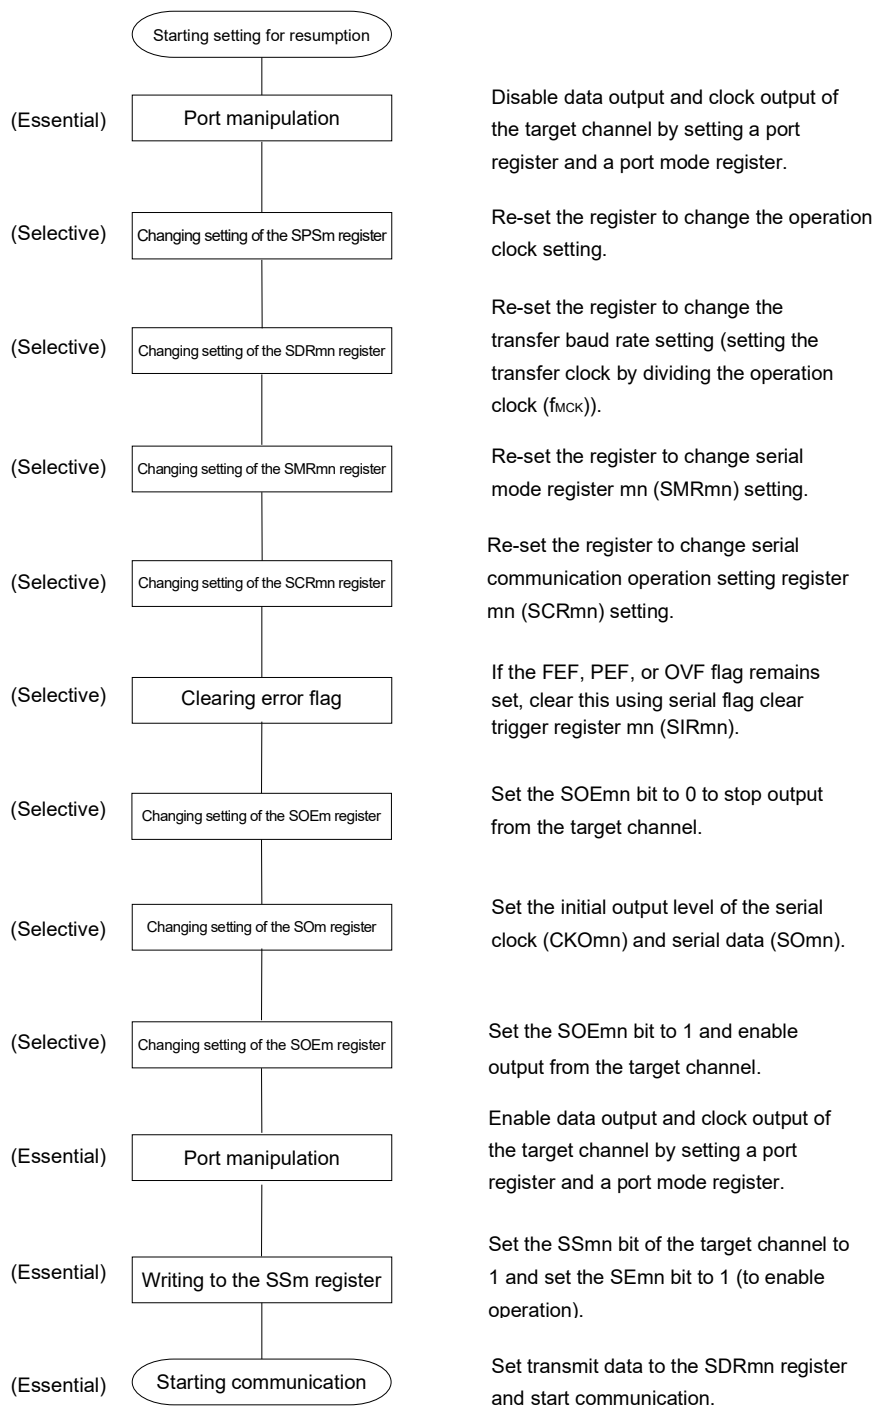 Starting setting for resumption
(Essential)
Port manipulation
Disable data output and clock output of
the target channel by setting a port
register and a port mode register.
(Selective)
Changing setting of the SPSm register
Re-set the register to change the operation
clock setting.
(Selective)
Changing setting of the SDRmn register
Re-set the register to change the
transfer baud rate setting (setting the
transfer clock by dividing the operation
clock (fMCK)).
(Selective)
Changing setting of the SMRmn register
Re-set the register to change serial
mode register mn (SMRmn) setting.
(Selective)
Changing setting of the SCRmn register
Re-set the register to change serial
communication operation setting register
mn (SCRmn) setting.
(Selective)
Clearing error flag
If the FEF, PEF, or OVF flag remains
set, clear this using serial flag clear
trigger register mn (SIRmn).
(Selective)
Changing setting of the SOEm register
Set the SOEmn bit to 0 to stop output
from the target channel.
(Selective)
Changing setting of the SOm register
Set the initial output level of the serial
clock (CKOmn) and serial data (SOmn).
(Selective)
Changing setting of the SOEm register
Set the SOEmn bit to 1 and enable
output from the target channel.
(Essential)
Port manipulation
Enable data output and clock output of
the target channel by setting a port
register and a port mode register.
(Essential)
Writing to the SSm register
Set the SSmn bit of the target channel to
1 and set the SEmn bit to 1 (to enable
operation).
(Essential)
Starting communication
Set transmit data to the SDRmn register
and start communication.